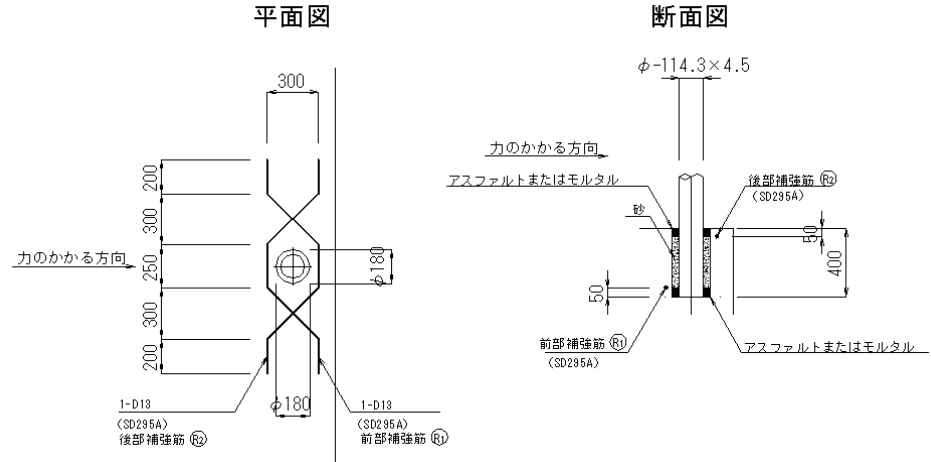 平面図
300
200
300
250
300
200
力のかかる方向
φ180
φ180
1-D13
(SD295A)
後部補強筋 R2
1-D13
(SD295A)
前部補強筋 R1
断面図
φ-114.3×4.5
力のかかる方向
アスファルトまたはモルタル
砂
後部補強筋 R2
(SD295A)
50
400
50
前部補強筋 R1
(SD295A)
アスファルトまたはモルタル